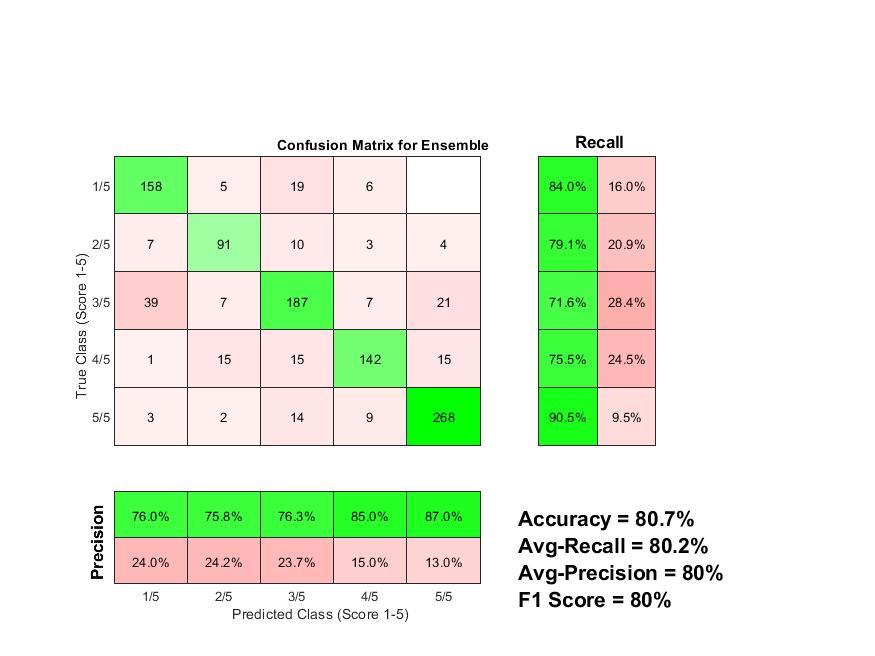 Confusion Matrix for Ensemble
Recall
1/5 158 5 19 6 84.0% 16.0%
2/5 7 91 10 3 4 79.1% 20.9%
3/5 39 7 187 7 21 71.6% 28.4%
4/5 1 15 15 142 15 75.5% 24.5%
5/5 3 2 14 9 268 90.5% 9.5%
True Class (Score 1-5)
Precision
76.0% 75.8% 76.3% 85.0% 87.0%
24.0% 24.2% 23.7% 15.0% 13.0%
1/5 2/5 3/5 4/5 5/5
Predicted Class (Score 1-5)
Accuracy = 80.7%
Avg-Recall = 80.2%
Avg-Precision = 80%
F1 Score = 80%